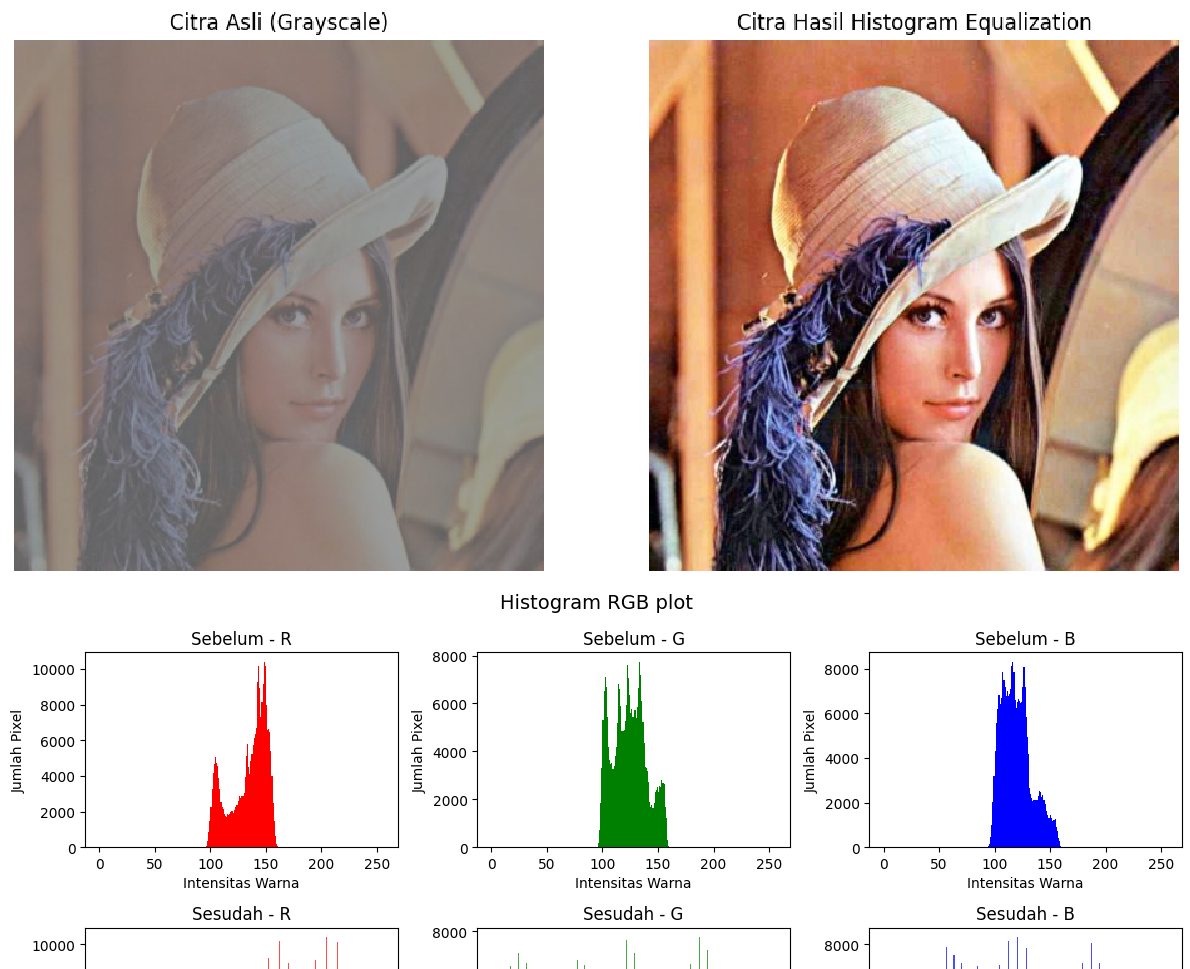 Citra Asli (Grayscale)
Citra Hasil Histogram Equalization
Histogram RGB plot
Sebelum - R
Sebelum - G
Sebelum - B
10000
8000
6000
4000
2000
0
Jumlah Pixel
0 50 100 150 200 250
Intensitas Warna
8000
6000
4000
2000
0
Jumlah Pixel
0 50 100 150 200 250
Intensitas Warna
8000
6000
4000
2000
0
Jumlah Pixel
0 50 100 150 200 250
Intensitas Warna
Sesudah - R
Sesudah - G
Sesudah - B
10000
8000
8000